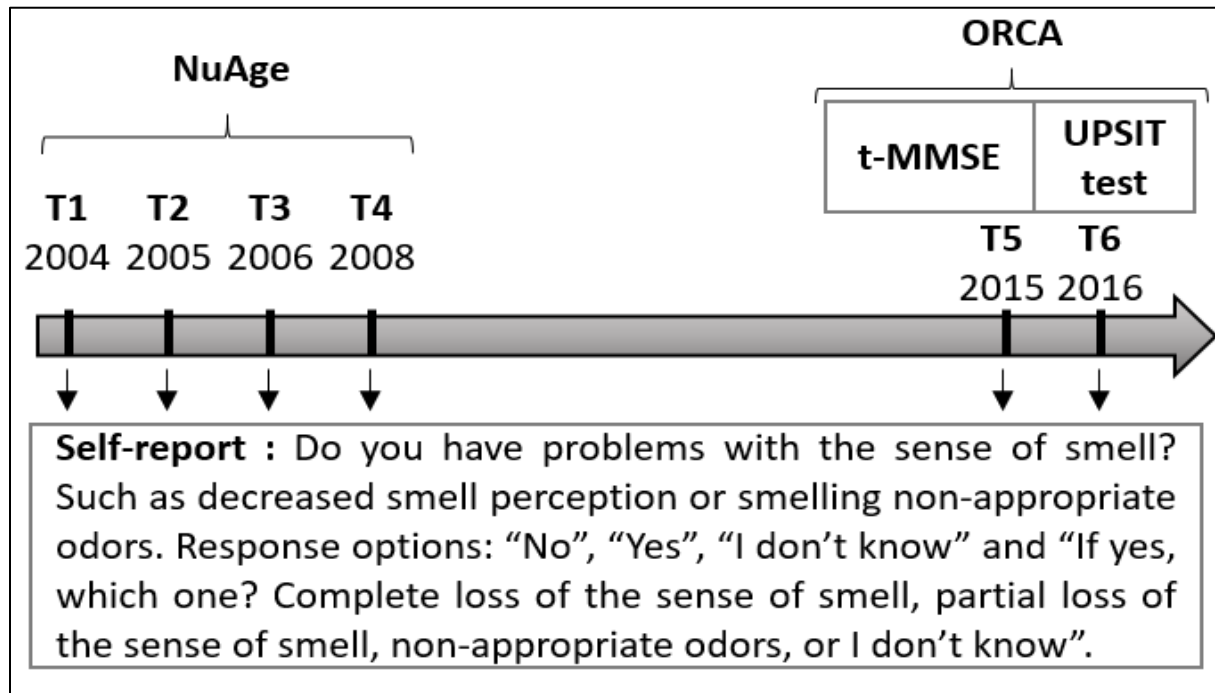 ORCA
NuAge
t-MMSE
UPSIT
test
T1 T2 T3 T4
2004 2005 2006 2008
T5 T6
2015 2016
Self-report : Do you have problems with the sense of smell?
Such as decreased smell perception or smelling non-appropriate
odors. Response options: “No”, “Yes”, “I don’t know” and “If yes,
which one? Complete loss of the sense of smell, partial loss of
the sense of smell, non-appropriate odors, or I don’t know”.